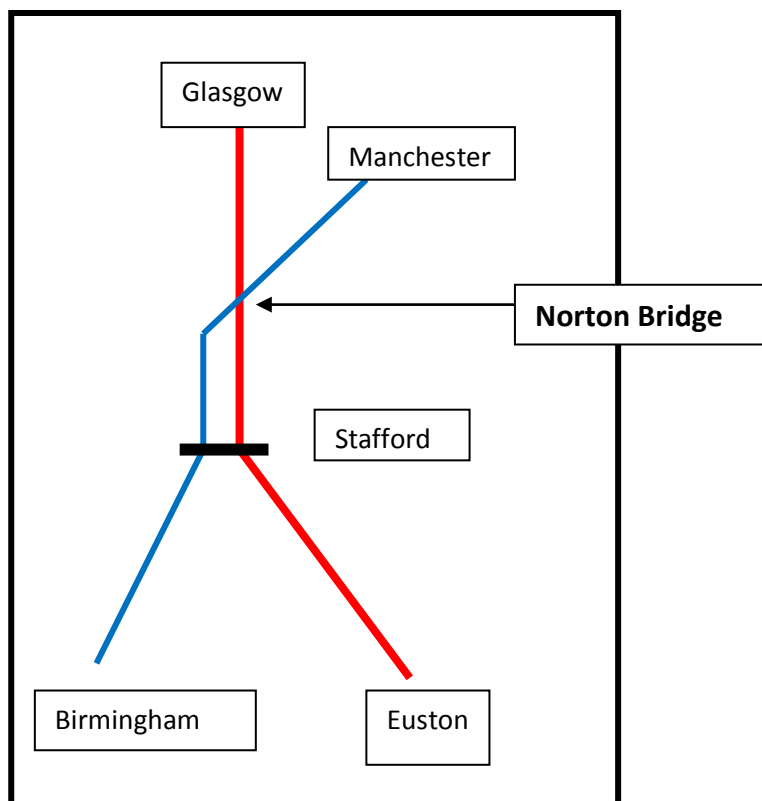 Glasgow
Manchester
Norton Bridge
Stafford
Birmingham
Euston